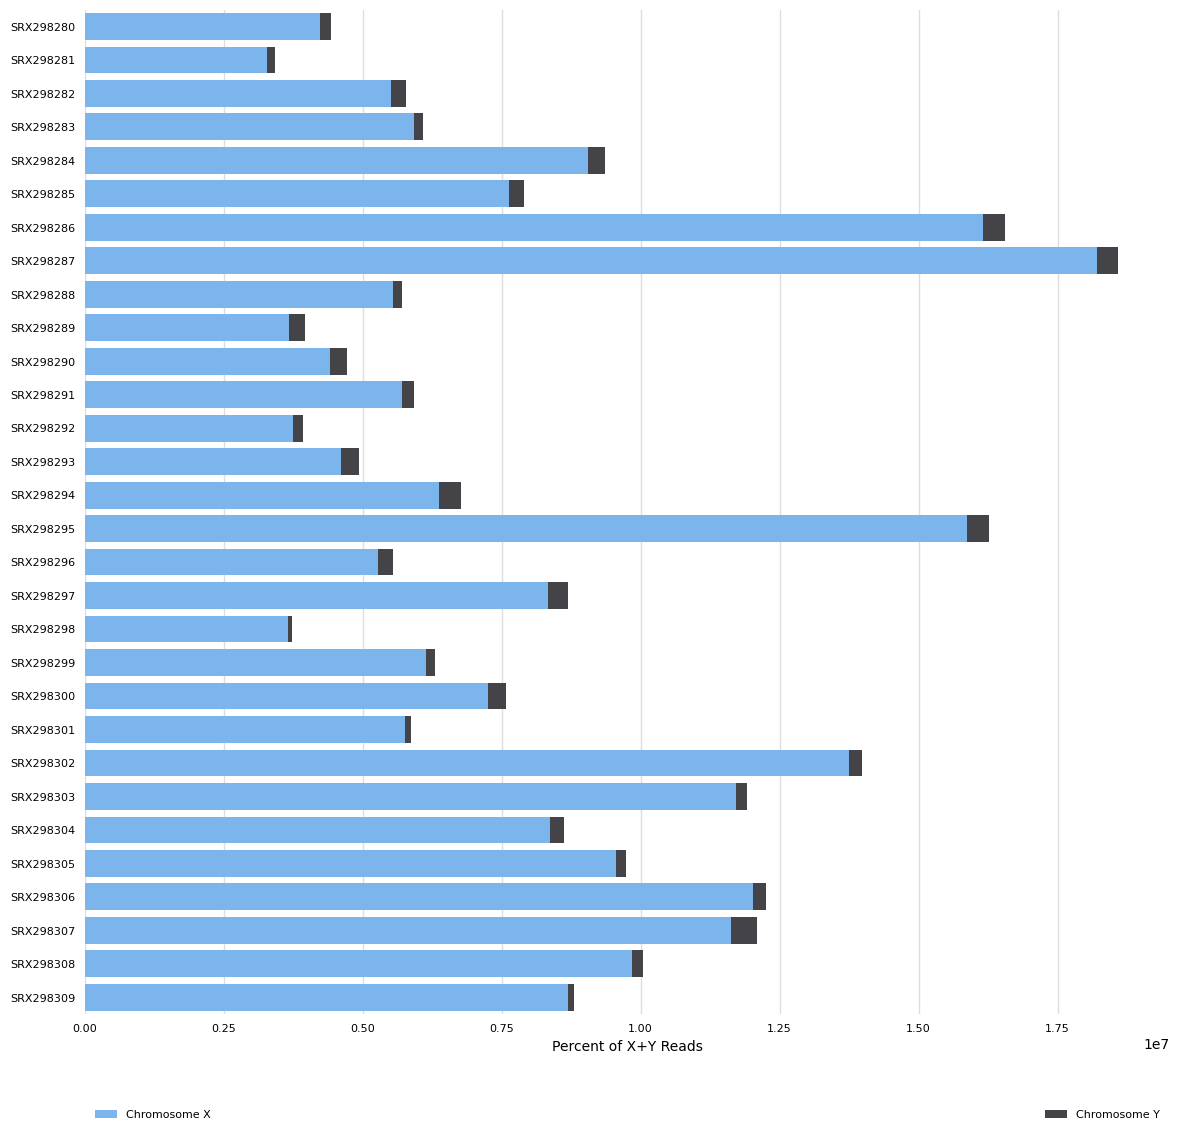 SRX298280
SRX298281
SRX298282
SRX298283
SRX298284
SRX298285
SRX298286
SRX298287
SRX298288
SRX298289
SRX298290
SRX298291
SRX298292
SRX298293
SRX298294
SRX298295
SRX298296
SRX298297
SRX298298
SRX298299
SRX298300
SRX298301
SRX298302
SRX298303
SRX298304
SRX298305
SRX298306
SRX298307
SRX298308
SRX298309
0.00 0.25 0.50 0.75 1.00 1.25 1.50 1.75
Percent of X+Y Reads 1e7
Chromosome X Chromosome Y